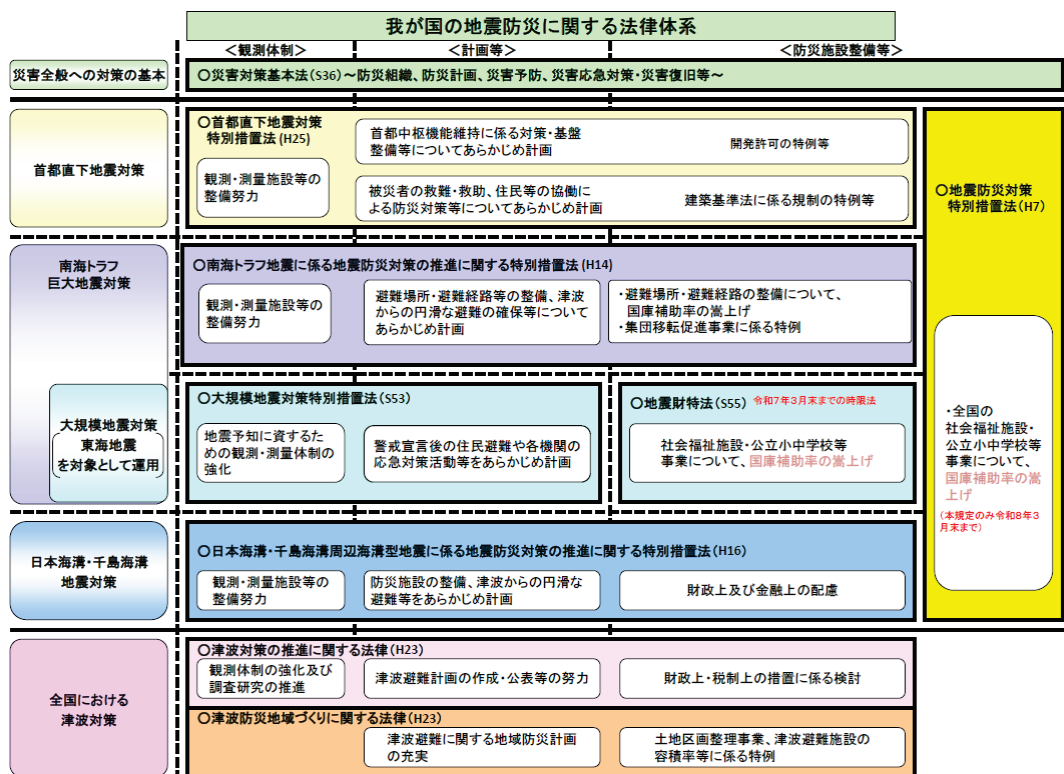 我が国の地震防災に関する法律体系
＜観測体制＞
＜計画等＞
＜防災施設整備等＞
災害全般への対策の基本
○災害対策基本法(S36)～防災組織、防災計画、災害予防、災害応急対策・災害復旧等～
首都直下地震対策
○首都直下地震対策
特別措置法(H25)
観測・測量施設等の
整備努力
首都中枢機能維持に係る対策・基盤
整備等についてあらかじめ計画
開発許可の特例等
被災者の救難・救助、住民等の協働に
よる防災対策等についてあらかじめ計画
建築基準法に係る規制の特例等
○地震防災対策
特別措置法(H7)
・全国の
社会福祉施設・
公立小中学校等
事業について、
国庫補助率の嵩
上げ
(本規定のみ令和8年3
月末まで)
南海トラフ
巨大地震対策
○南海トラフ地震に係る地震防災対策の推進に関する特別措置法(H14)
観測・測量施設等の
整備努力
避難場所・避難経路等の整備、津波
からの円滑な避難の確保等について
あらかじめ計画
・避難場所・避難経路の整備について、
国庫補助率の嵩上げ
・集団移転促進事業に係る特例
大規模地震対策
東海地震
を対象として運用
○大規模地震対策特別措置法(S53)
地震予知に資するた
めの観測・測量体制の
強化
警戒宣言後の住民避難や各機関の
応急対策活動等をあらかじめ計画
○地震財特法(S55) 令和7年3月末までの時限法
社会福祉施設・公立小中学校等
事業について、国庫補助率の嵩上げ
日本海溝・千島海溝
地震対策
○日本海溝・千島海溝周辺海溝型地震に係る地震防災対策の推進に関する特別措置法(H16)
観測・測量施設等の
整備努力
防災施設の整備、津波からの円滑な
避難等をあらかじめ計画
財政上及び金融上の配慮
全国における
津波対策
○津波対策の推進に関する法律(H23)
観測体制の強化及び
調査研究の推進
津波避難計画の作成・公表等の努力
財政上・税制上の措置に係る検討
○津波防災地域づくりに関する法律(H23)
津波避難に関する地域防災計画
の充実
土地区画整理事業、津波避難施設の
容積率等に係る特例